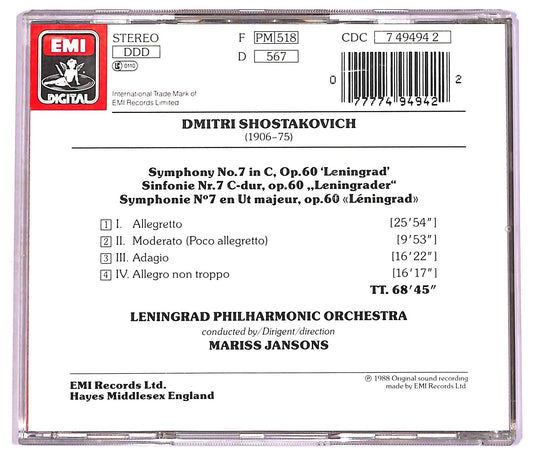 EMI
DIGITAL
STEREO
DDD
0110
International Trade Mark of
EMI Records Limited
F PM 518
D 567
CDC 7 49494 2
0 77774 94942 2
DMITRI SHOSTAKOVICH
(1906-75)
Symphony No.7 in C, Op.60 ‘Leningrad’
Sinfonie Nr.7 C-dur, op.60 „Leningrader“
Symphonie Nº7 en Ut majeur, op.60 «Léningrad»
1 I. Allegretto [25'54"]
2 II. Moderato (Poco allegretto) [9'53"]
3 III. Adagio [16'22"]
4 IV. Allegro non troppo [16'17"]
TT. 68'45"
LENINGRAD PHILHARMONIC ORCHESTRA
conducted by/Dirigent/direction
MARISS JANSONS
EMI Records Ltd.
Hayes Middlesex England
℗ 1988 Original sound recording
made by EMI Records Ltd